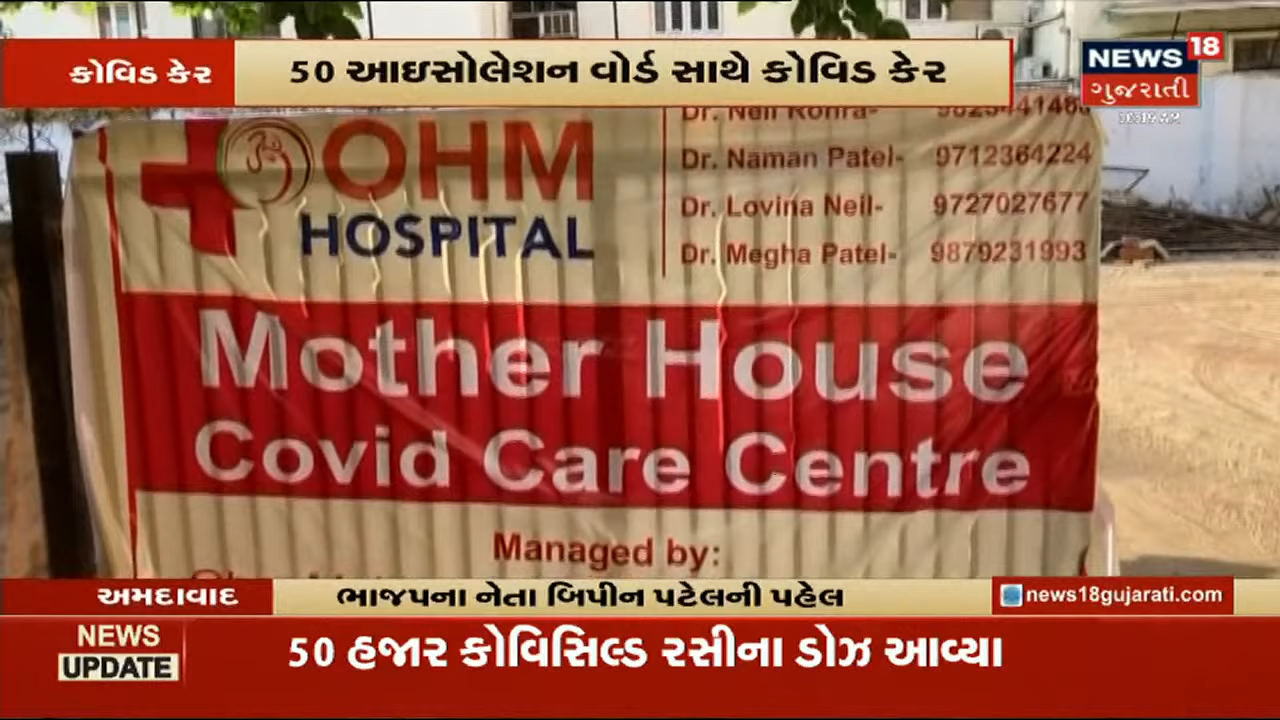 કોવિડ કેર
50 આઇસોલેશન વોર્ડ સાથે કોવિડ કેર
NEWS 18
ગુજરાતી
OHM
HOSPITAL
Dr. Naman Patel- 9712364224
Dr. Lovina Neil- 9727027677
Dr. Megha Patel- 9879231993
Mother House
Covid Care Centre
Managed by:
અમદાવાદ
ભાજપના નેતા બિપીન પટેલની પહેલ
news18gujarati.com
NEWS
UPDATE
50 હજાર કોવિસિલ્ડ રસીના ડોઝ આવ્યા